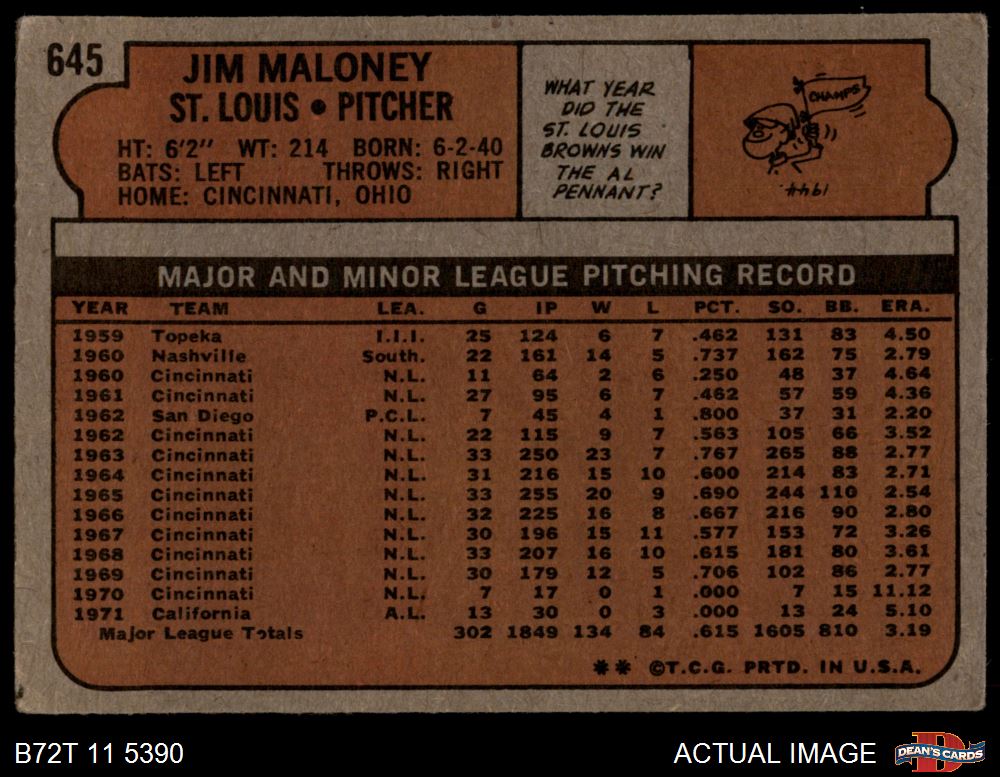 645
JIM MALONEY
ST. LOUIS • PITCHER
HT: 6'2" WT: 214 BORN: 6-2-40
BATS: LEFT THROWS: RIGHT
HOME: CINCINNATI, OHIO
WHAT YEAR
DID THE
ST. LOUIS
BROWNS WIN
THE AL
PENNANT?
CHAMPS
1944
MAJOR AND MINOR LEAGUE PITCHING RECORD
YEAR TEAM LEA. G IP W L PCT. SO. BB. ERA.
1959 Topeka I.I.I. 25 124 6 7 .462 131 83 4.50
1960 Nashville South. 22 161 14 5 .737 162 75 2.79
1960 Cincinnati N.L. 11 64 2 6 .250 48 37 4.64
1961 Cincinnati N.L. 27 95 6 7 .462 57 59 4.36
1962 San Diego P.C.L. 7 45 4 1 .800 37 31 2.20
1962 Cincinnati N.L. 22 115 9 7 .563 105 66 3.52
1963 Cincinnati N.L. 33 250 23 7 .767 265 88 2.77
1964 Cincinnati N.L. 31 216 15 10 .600 214 83 2.71
1965 Cincinnati N.L. 33 255 20 9 .690 244 110 2.54
1966 Cincinnati N.L. 32 225 16 8 .667 216 90 2.80
1967 Cincinnati N.L. 30 196 15 11 .577 153 72 3.26
1968 Cincinnati N.L. 33 207 16 10 .615 181 80 3.61
1969 Cincinnati N.L. 30 179 12 5 .706 102 86 2.77
1970 Cincinnati N.L. 7 17 0 1 .000 7 15 11.12
1971 California A.L. 13 30 0 3 .000 13 24 5.10
Major League Totals 302 1849 134 84 .615 1605 810 3.19
** ©T.C.G. PRTD. IN U.S.A.
B72T 11 5390
ACTUAL IMAGE
D
DEAN'S CARDS